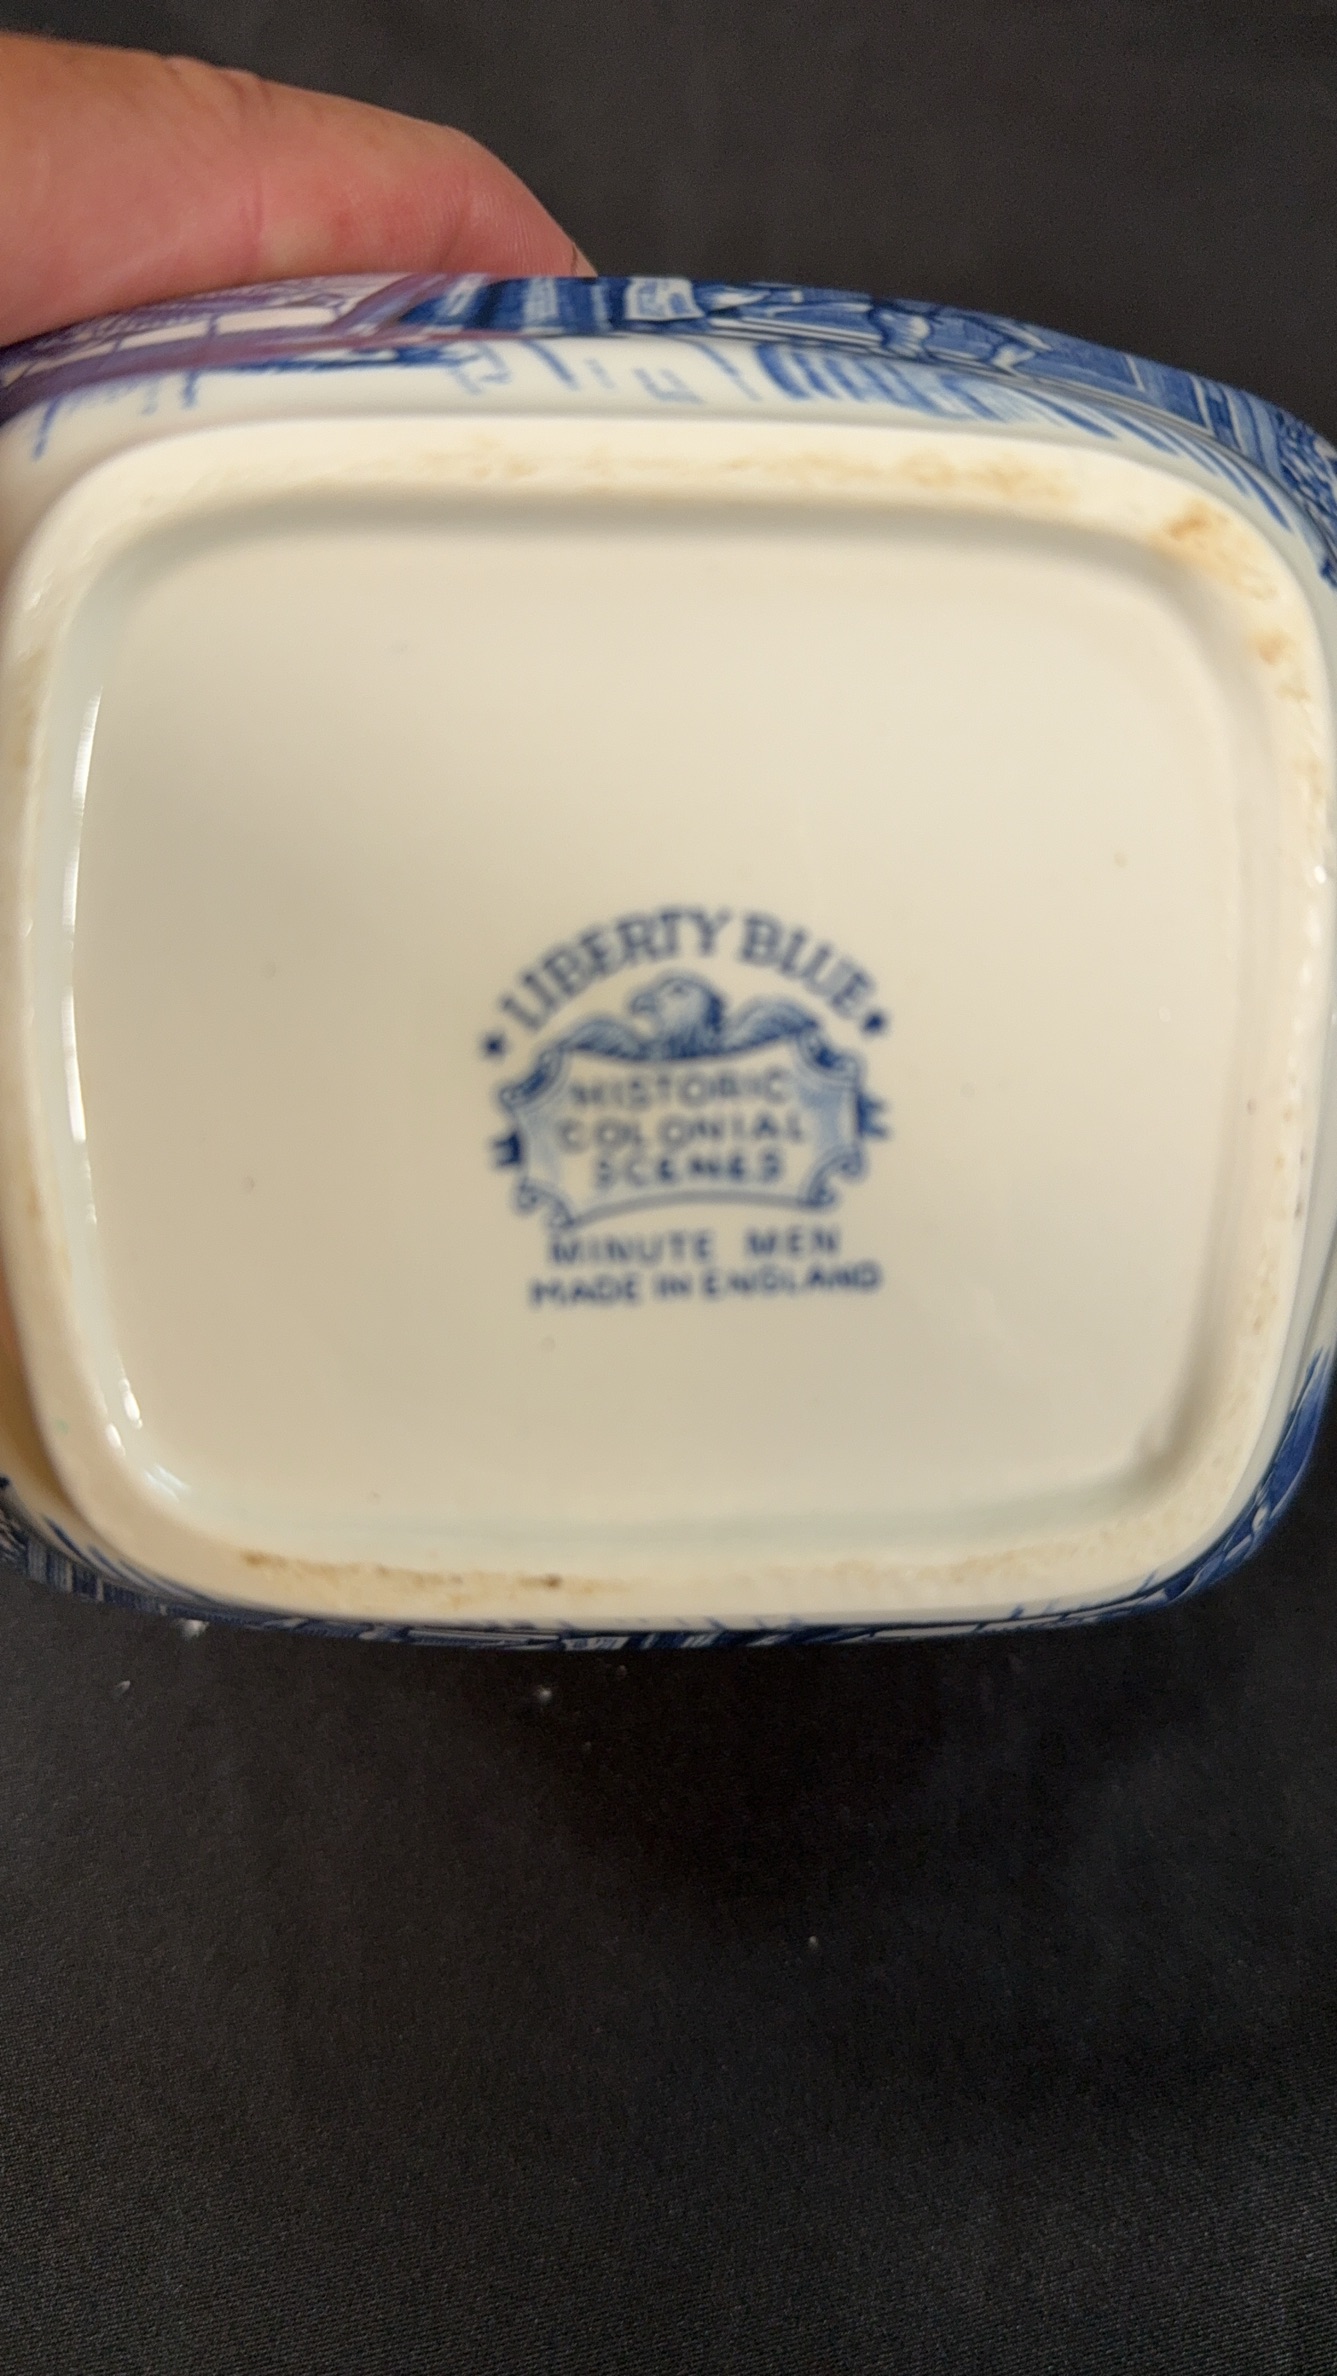 LIBERTY BLUE
HISTORIC
COLONIAL
SCENES
MINUTE MEN
MADE IN ENGLAND